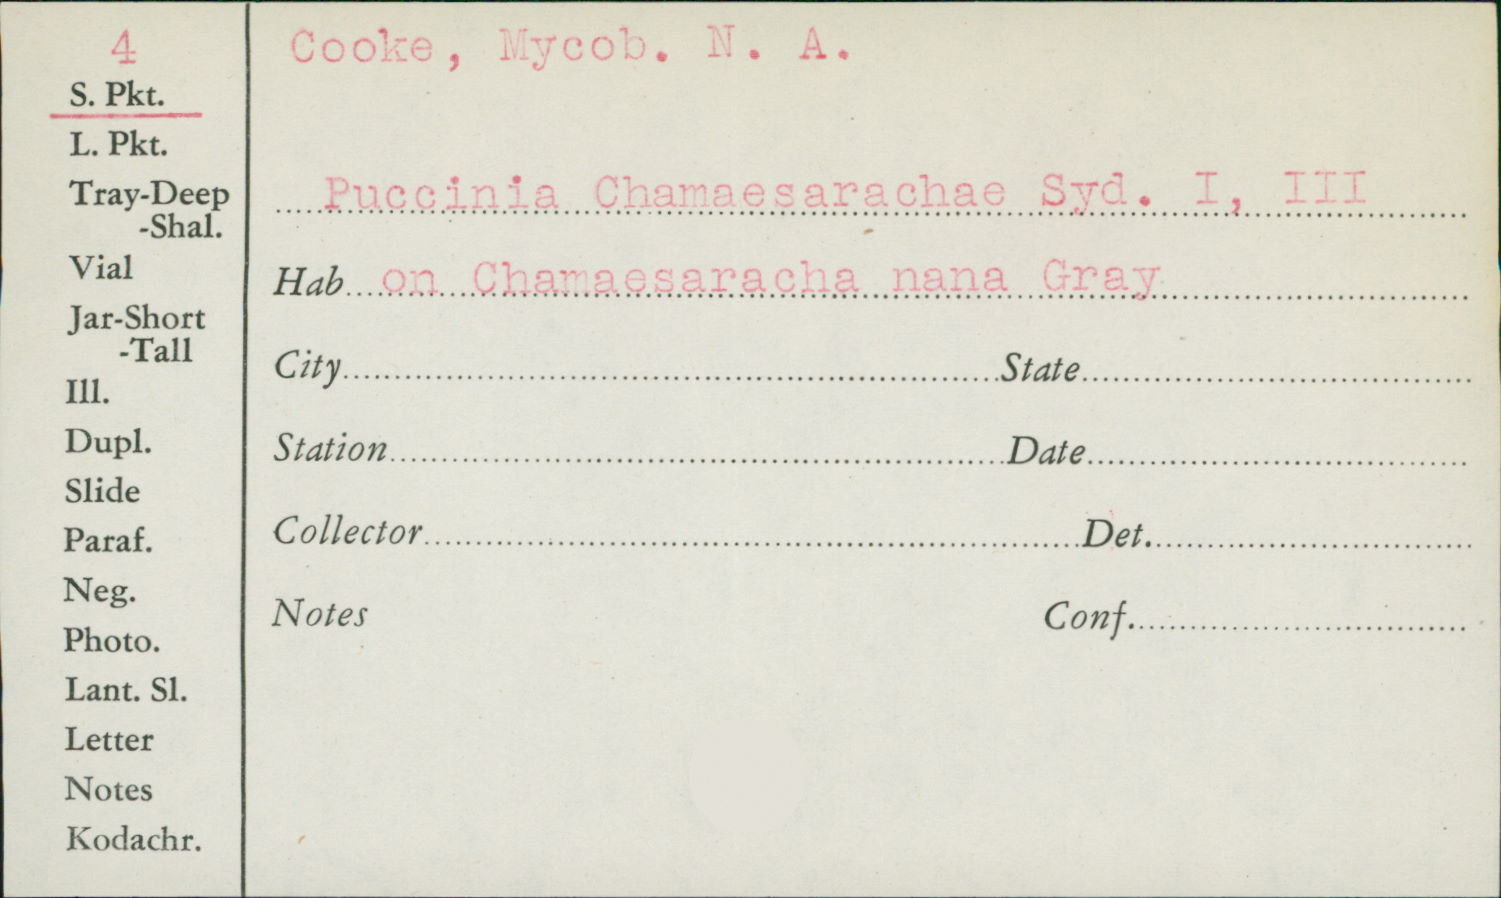 4
S. Pkt.
L. Pkt.
Tray-Deep
-Shal.
Vial
Jar-Short
-Tall
Ill.
Dupl.
Slide
Paraf.
Neg.
Photo.
Lant. Sl.
Letter
Notes
Kodachr.
Cooke, Mycob. N. A.
Puccinia Chamaesarachae Syd. I, III
Hab on Chamaesaracha nana Gray
City State
Station Date
Collector Det.
Notes Conf.